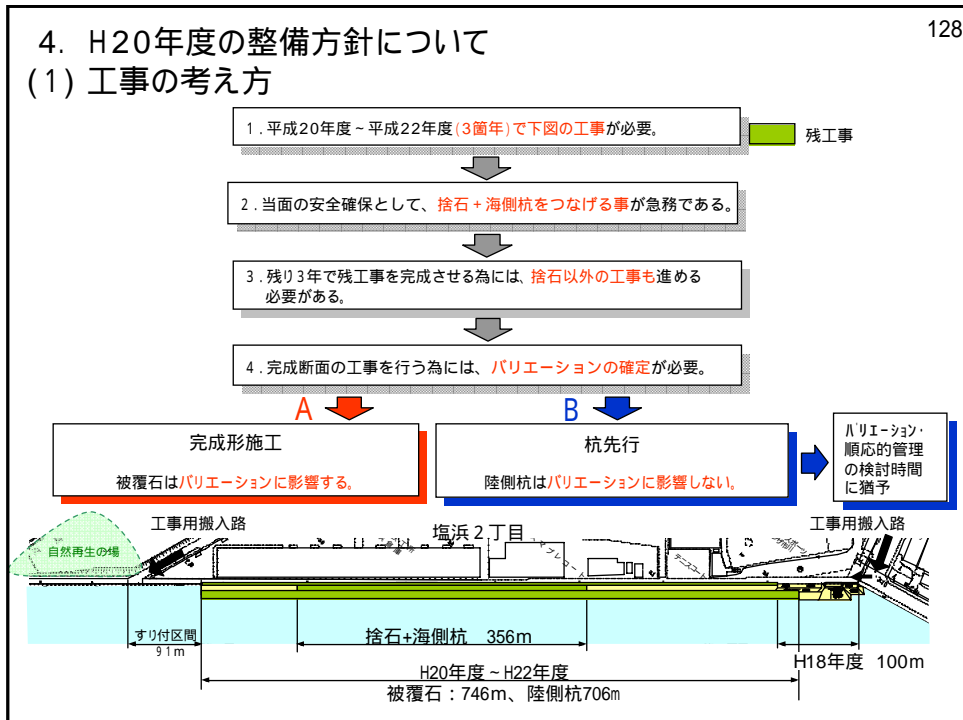 128
4. H20年度の整備方針について
(1) 工事の考え方
1.平成20年度~平成22年度(3箇年)で下図の工事が必要。
残工事
2.当面の安全確保として、捨石+海側杭をつなげる事が急務である。
3.残り3年で残工事を完成させる為には、捨石以外の工事も進める
必要がある。
4.完成断面の工事を行う為には、バリエーションの確定が必要。
A
B
完成形施工
被覆石はバリエーションに影響する。
杭先行
陸側杭はバリエーションに影響しない。
バリエーション・
順応的管理
の検討時間
に猶予
工事用搬入路
塩浜2丁目
工事用搬入路
自然再生の場
すり付区間
91m
捨石+海側杭 356m
H18年度 100m
H20年度~H22年度
被覆石:746m、陸側杭706m